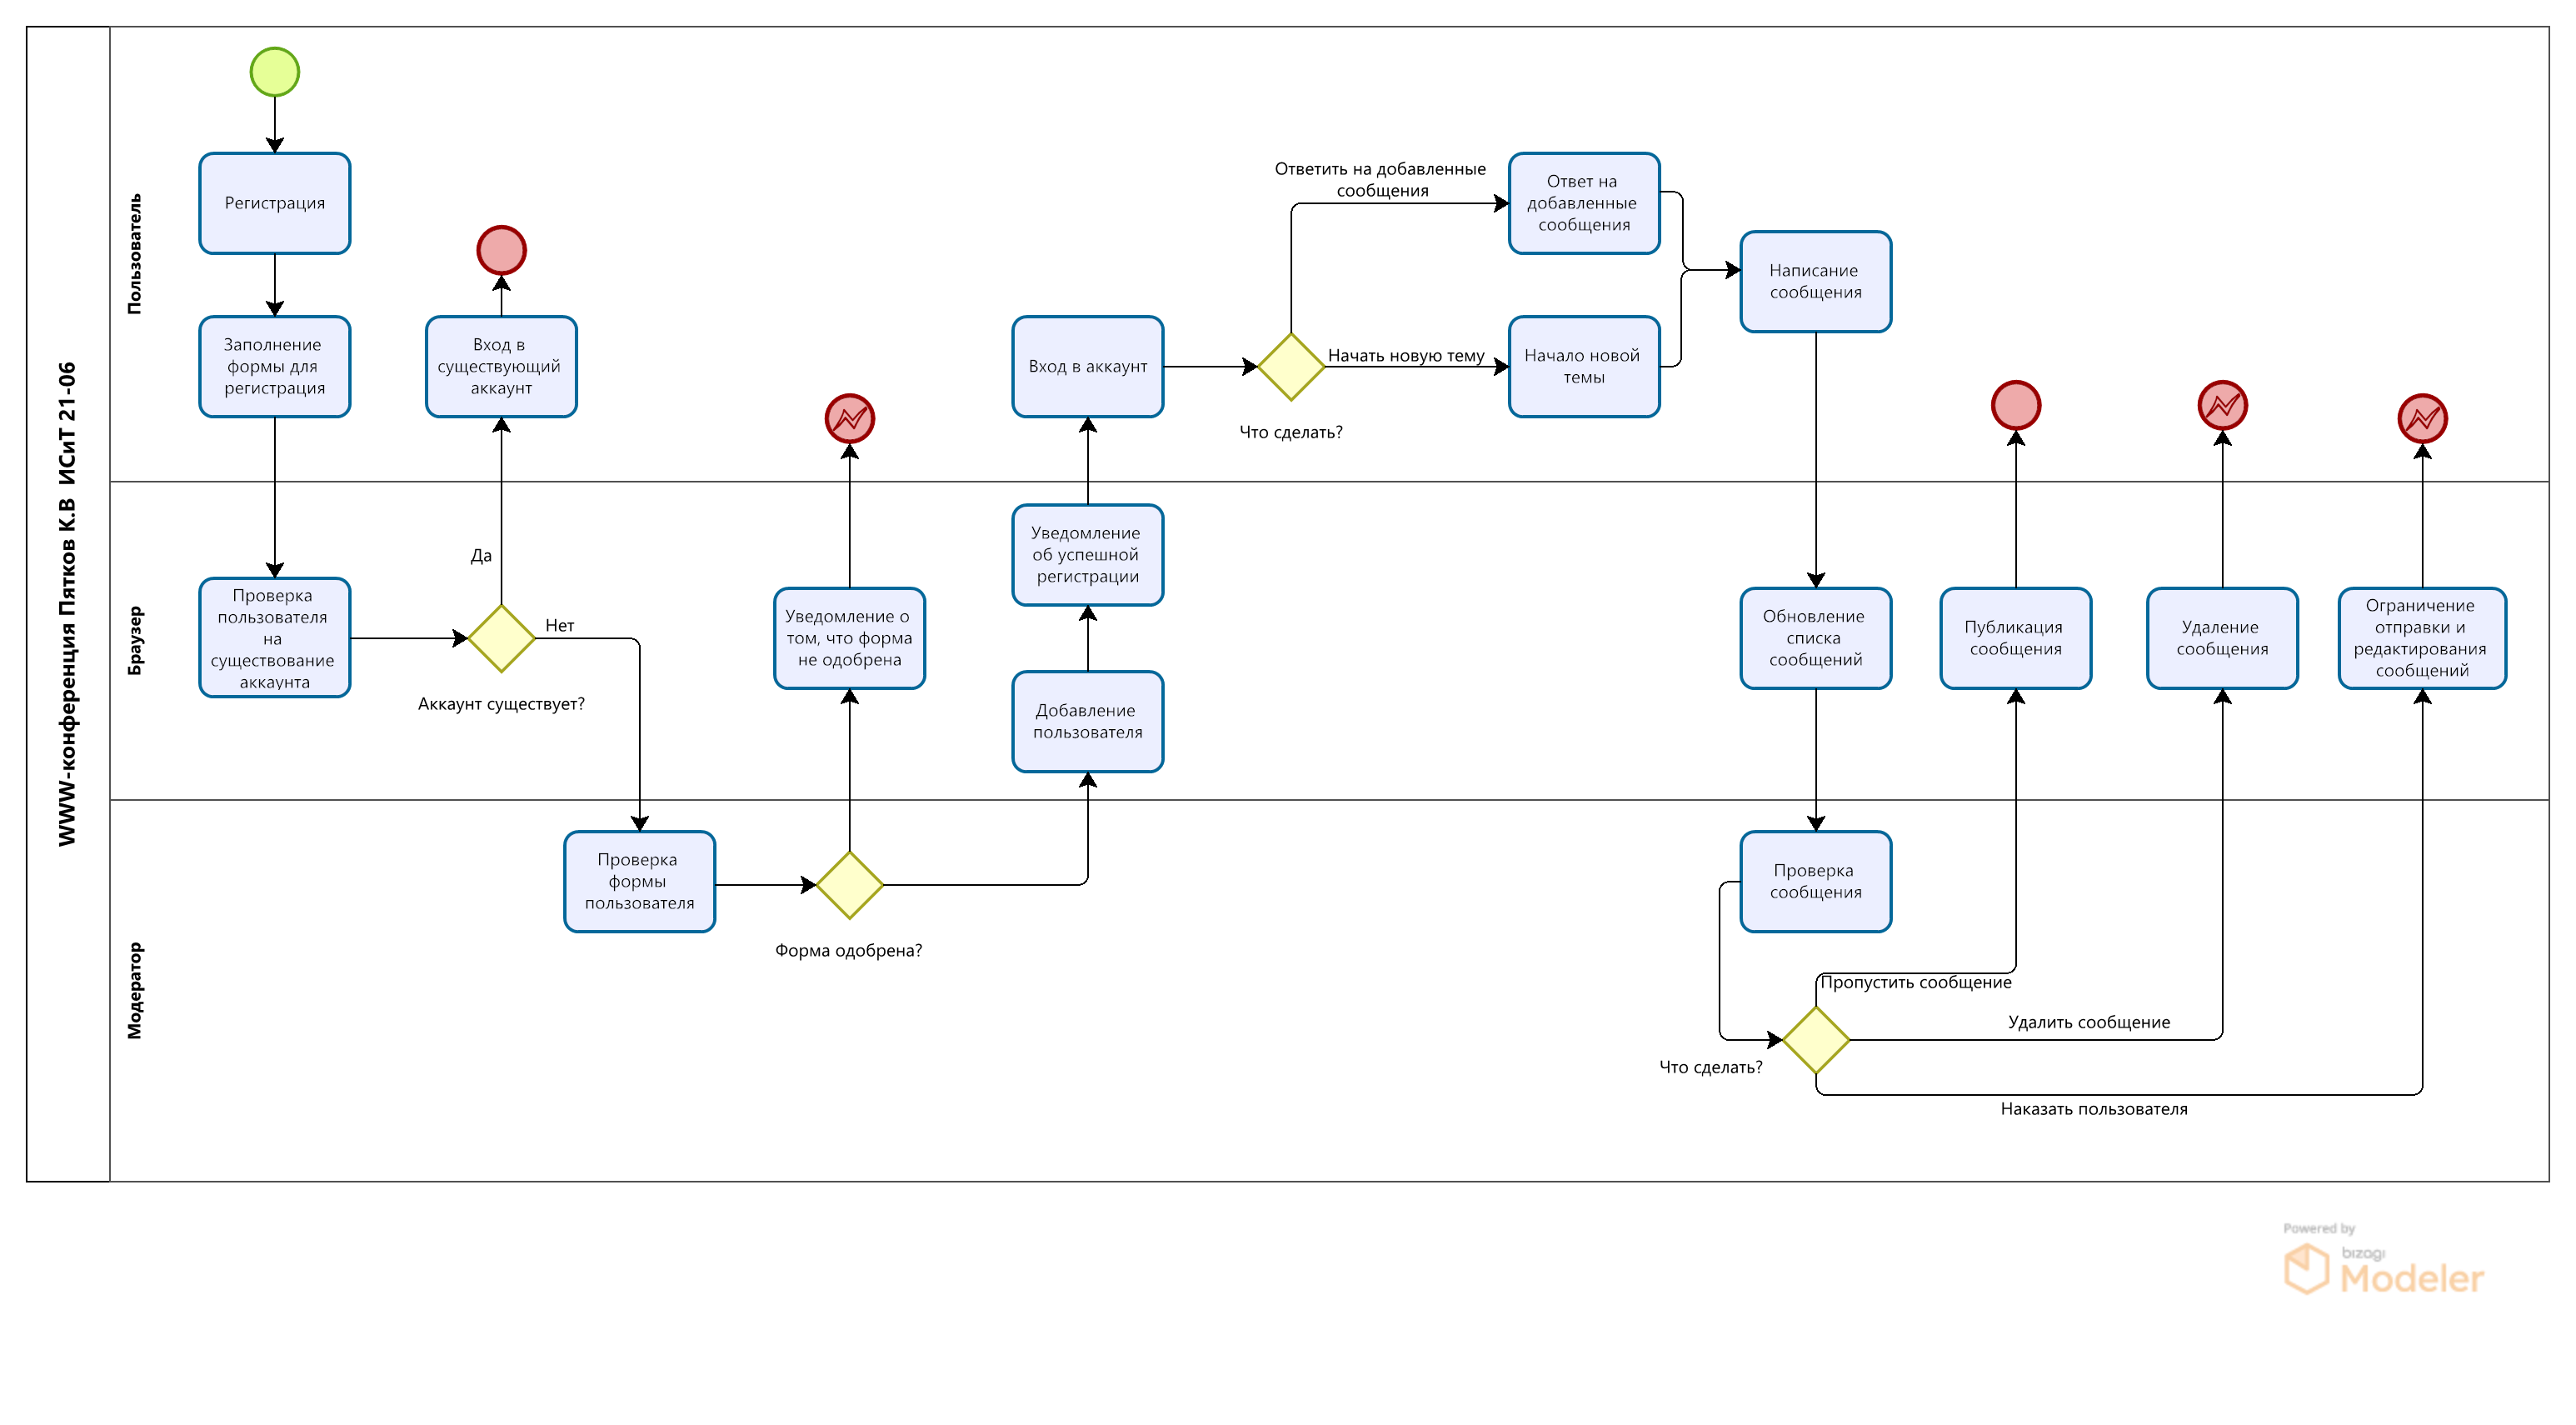 WWW-конференция Пятков К.В  ИСиТ 21-06
Пользователь
Регистрация
Заполнение
формы для
регистрация
Вход в
существующий
аккаунт
Вход в аккаунт
Что сделать?
Ответить на добавленные
сообщения
Начать новую тему
Ответ на
добавленные
сообщения
Начало новой
темы
Написание
сообщения
Браузер
Проверка
пользователя
на
существование
аккаунта
Да
Нет
Аккаунт существует?
Уведомление о
том, что форма
не одобрена
Уведомление
об успешной
регистрации
Добавление
пользователя
Обновление
списка
сообщений
Публикация
сообщения
Удаление
сообщения
Ограничение
отправки и
редактирования
сообщений
Модератор
Проверка
формы
пользователя
Форма одобрена?
Проверка
сообщения
Что сделать?
Пропустить сообщение
Удалить сообщение
Наказать пользователя
Powered by
bizagi
Modeler